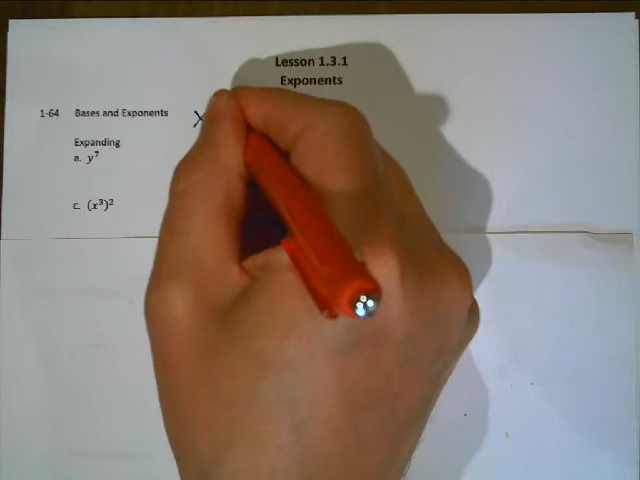 Lesson 1.3.1
Exponents
1-64 Bases and Exponents x
Expanding
a. y⁷
c. (x³)²